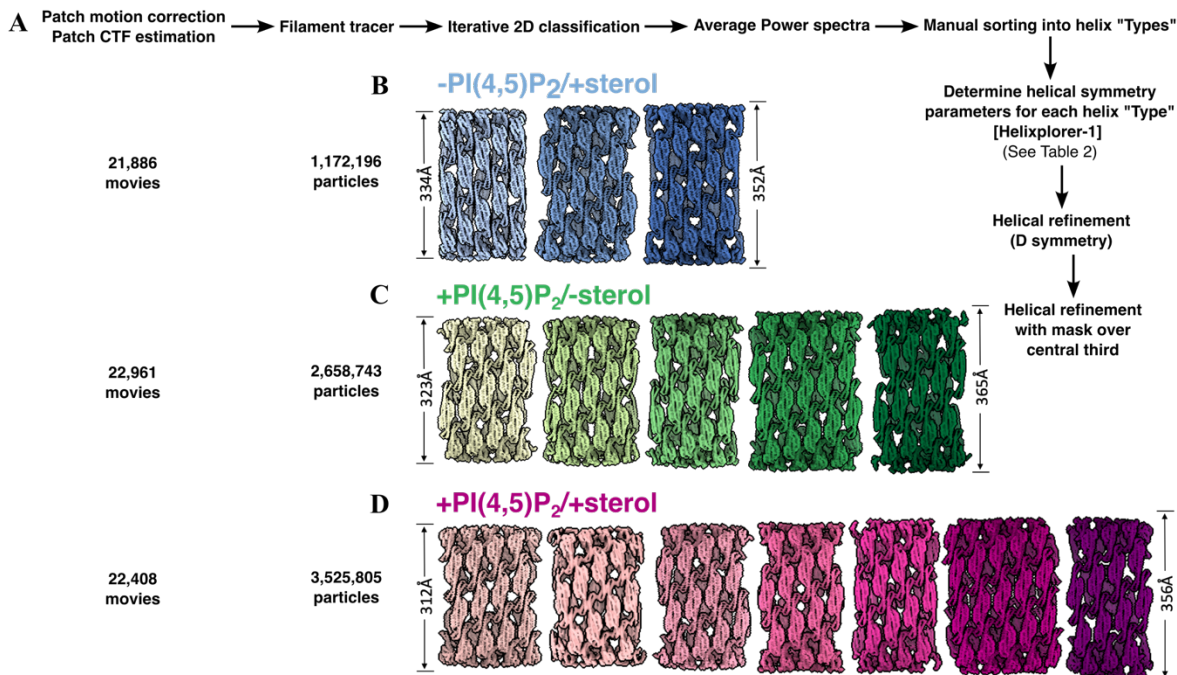 A
Patch motion correction
Patch CTF estimation
Filament tracer
Iterative 2D classification
Average Power spectra
Manual sorting into helix "Types"
Determine helical symmetry
parameters for each helix "Type"
[Helixplorer-1]
(See Table 2)
Helical refinement
(D symmetry)
Helical refinement
with mask over
central third
B
-PI(4,5)P2/+sterol
21,886
movies
1,172,196
particles
334Å
352Å
C
+PI(4,5)P2/-sterol
22,961
movies
2,658,743
particles
323Å
365Å
D
+PI(4,5)P2/+sterol
22,408
movies
3,525,805
particles
312Å
356Å